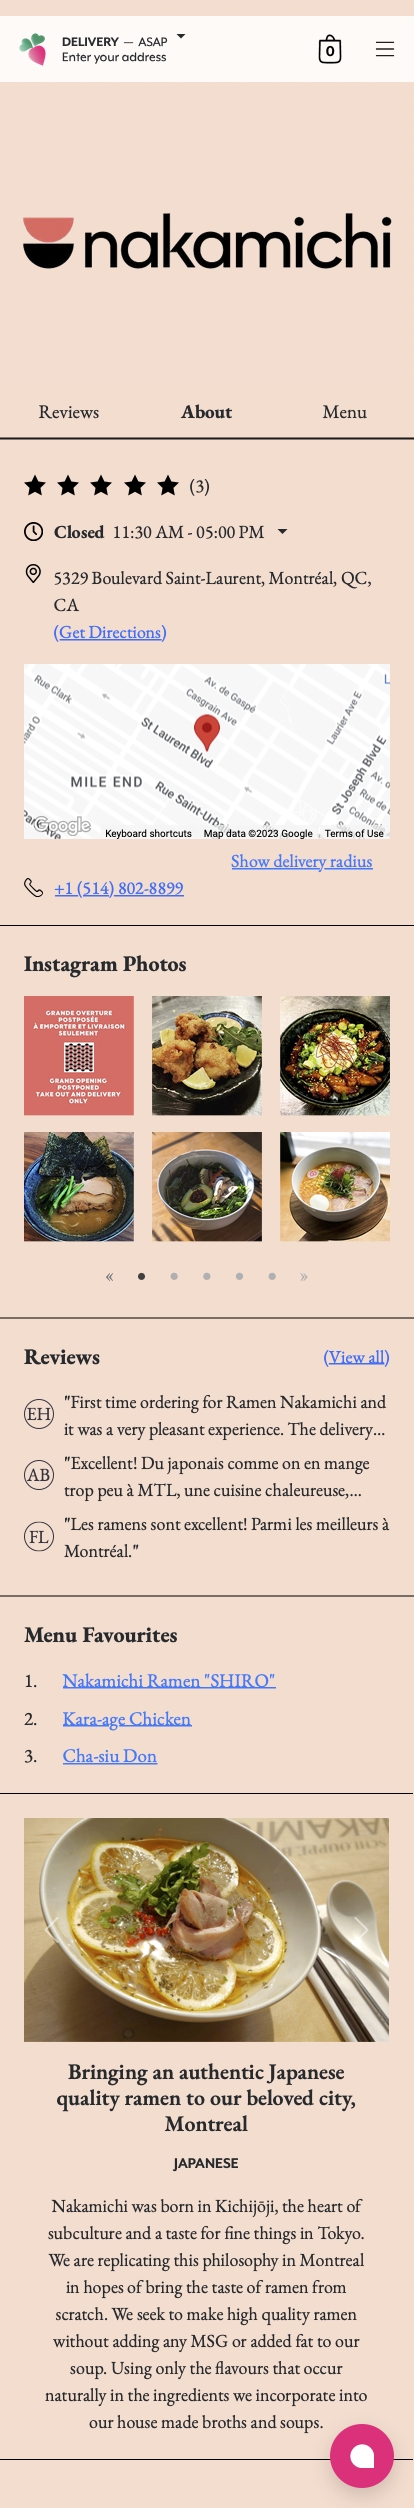 DELIVERY — ASAP
Enter your address
0
nakamichi
Reviews
About
Menu
(3)
Closed 11:30 AM - 05:00 PM
5329 Boulevard Saint-Laurent, Montréal, QC,
CA
(Get Directions)
Rue Clark
Av. de Gaspé
Casgrain Ave
St Laurent Blvd
Laurier Ave E
MILE END
Rue Saint-Urba
St Joseph Blvd E
Av. o
Rue de
Colonia
Google
Keyboard shortcuts
Map data ©2023 Google
Terms of Use
Show delivery radius
+1 (514) 802-8899
Instagram Photos
GRANDE OVERTURE
POSTPOSÉE
À EMPORTER ET LIVRAISON
SEULEMENT
GRAND OPENING
POSTPONED
TAKE OUT AND DELIVERY
ONLY
«
»
Reviews
(View all)
EH
"First time ordering for Ramen Nakamichi and
it was a very pleasant experience. The delivery...
AB
"Excellent! Du japonais comme on en mange
trop peu à MTL, une cuisine chaleureuse,...
FL
"Les ramens sont excellent! Parmi les meilleurs à
Montréal."
Menu Favourites
1. Nakamichi Ramen "SHIRO"
2. Kara-age Chicken
3. Cha-siu Don
Bringing an authentic Japanese
quality ramen to our beloved city,
Montreal
JAPANESE
Nakamichi was born in Kichijōji, the heart of
subculture and a taste for fine things in Tokyo.
We are replicating this philosophy in Montreal
in hopes of bring the taste of ramen from
scratch. We seek to make high quality ramen
without adding any MSG or added fat to our
soup. Using only the flavours that occur
naturally in the ingredients we incorporate into
our house made broths and soups.